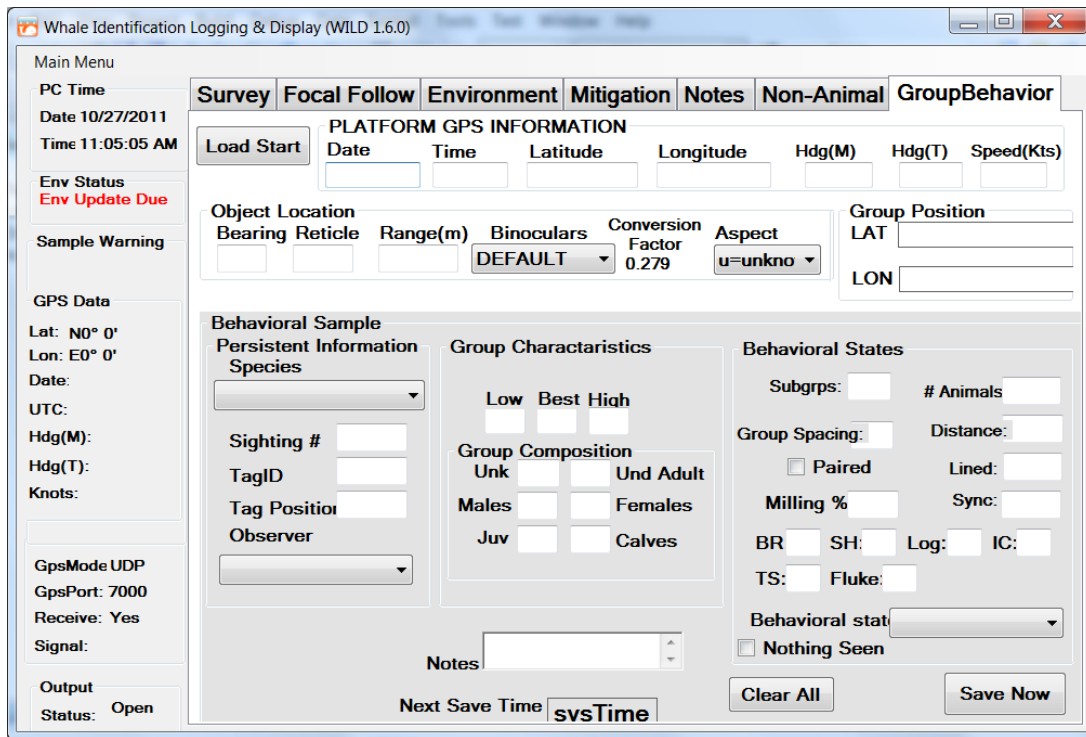 Tools Test Window Help
Whale Identification Logging & Display (WILD 1.6.0)
Main Menu
PC Time
Date 10/27/2011
Time 11:05:05 AM
Env Status
Env Update Due
Sample Warning
GPS Data
Lat: N0° 0'
Lon: E0° 0'
Date:
UTC:
Hdg(M):
Hdg(T):
Knots:
GpsMode UDP
GpsPort: 7000
Receive: Yes
Signal:
Output
Status: Open
Survey Focal Follow Environment Mitigation Notes Non-Animal GroupBehavior
Load Start
PLATFORM GPS INFORMATION
Date Time Latitude Longitude Hdg(M) Hdg(T) Speed(Kts)
Object Location
Bearing Reticle Range(m) Binoculars Conversion Factor Aspect
DEFAULT 0.279 u=unkno
Group Position
LAT
LON
Behavioral Sample
Persistent Information
Species
Sighting #
TagID
Tag Position
Observer
Group Charactaristics
Low Best High
Group Composition
Unk Und Adult
Males Females
Juv Calves
Behavioral States
Subgrps: # Animals
Group Spacing: Distance:
Paired Lined:
Milling % Sync:
BR SH: Log: IC:
TS: Fluke:
Behavioral stat
Nothing Seen
Notes
Next Save Time svsTime
Clear All Save Now